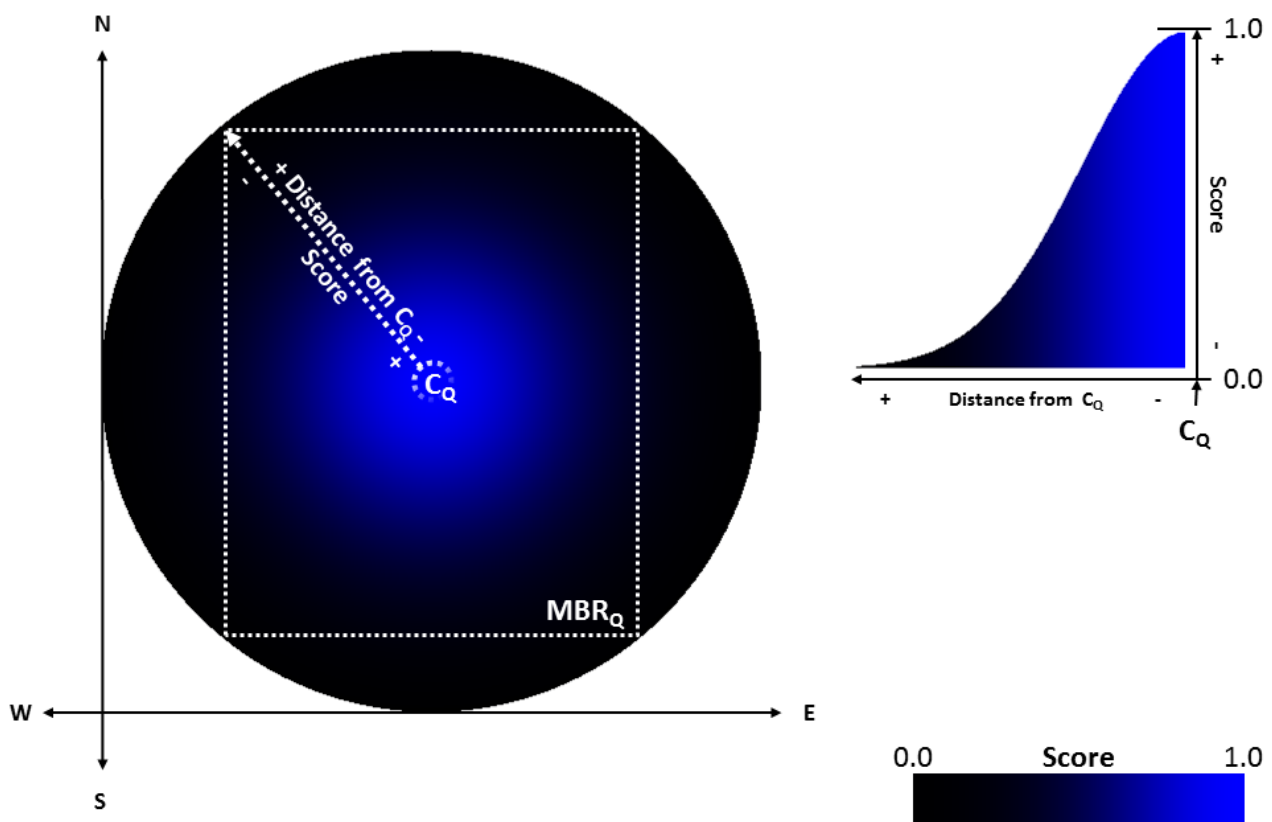 N
1.0
+
+ Distance from CQ -
-
Score
+
CQ
Score
-
0.0
+ Distance from CQ -
CQ
MBRQ
W
E
S
0.0 Score 1.0